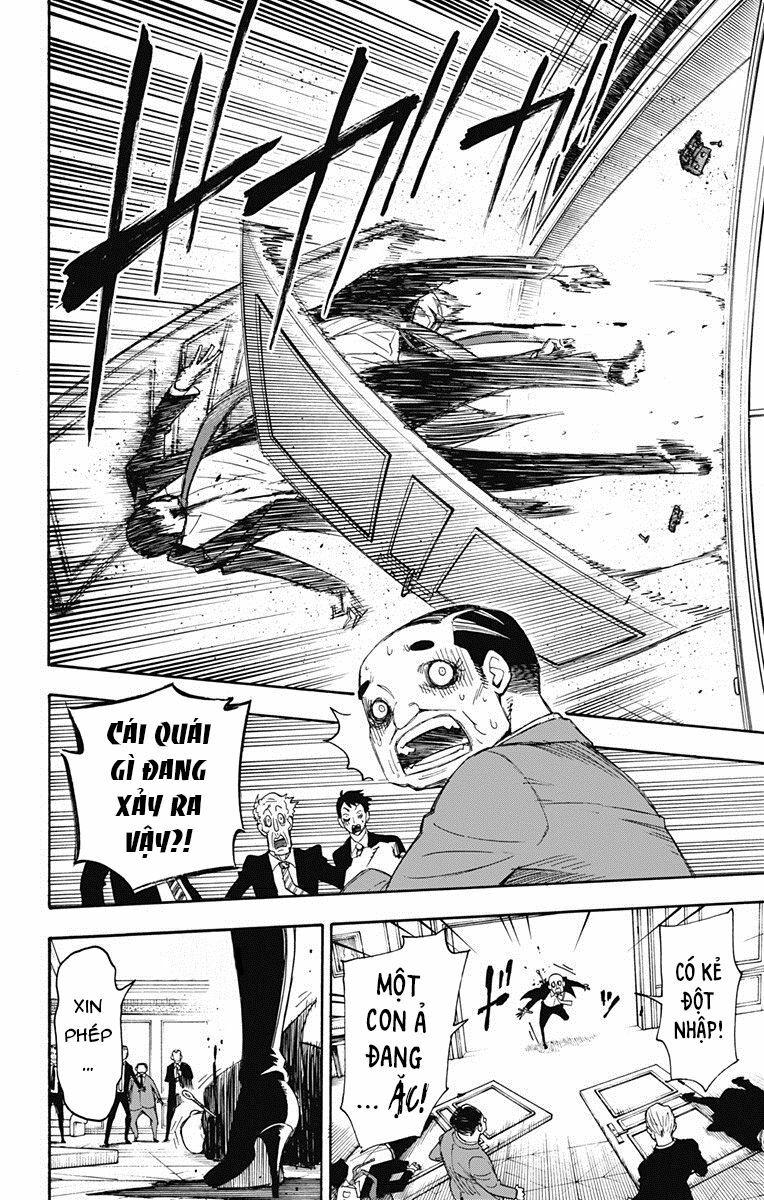 CÁI QUÁI
GÌ ĐANG
XẢY RA
VẬY?!
CÓ KẺ
ĐỘT
NHẬP!
MỘT
CON Ả
ĐANG
... ẶC!
XIN
PHÉP
...